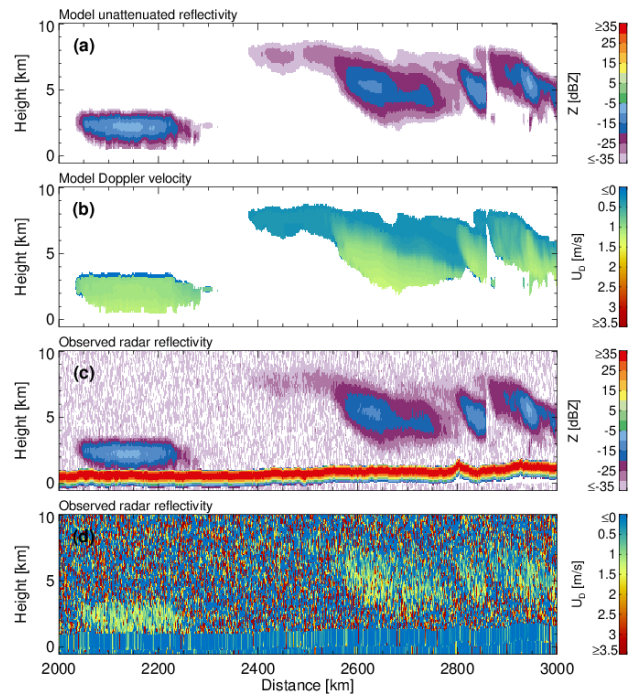 Model unattenuated reflectivity
(a)
10
5
0
Height [km]
≥35
25
15
5
-5
-15
-25
≤-35
Z [dBZ]
Model Doppler velocity
(b)
10
5
0
Height [km]
≤0
0.5
1
1.5
2
2.5
3
≥3.5
U_D [m/s]
Observed radar reflectivity
(c)
10
5
0
Height [km]
≥35
25
15
5
-5
-15
-25
≤-35
Z [dBZ]
Observed radar reflectivity
(d)
10
5
0
Height [km]
≤0
0.5
1
1.5
2
2.5
3
≥3.5
U_D [m/s]
2000 2200 2400 2600 2800 3000
Distance [km]